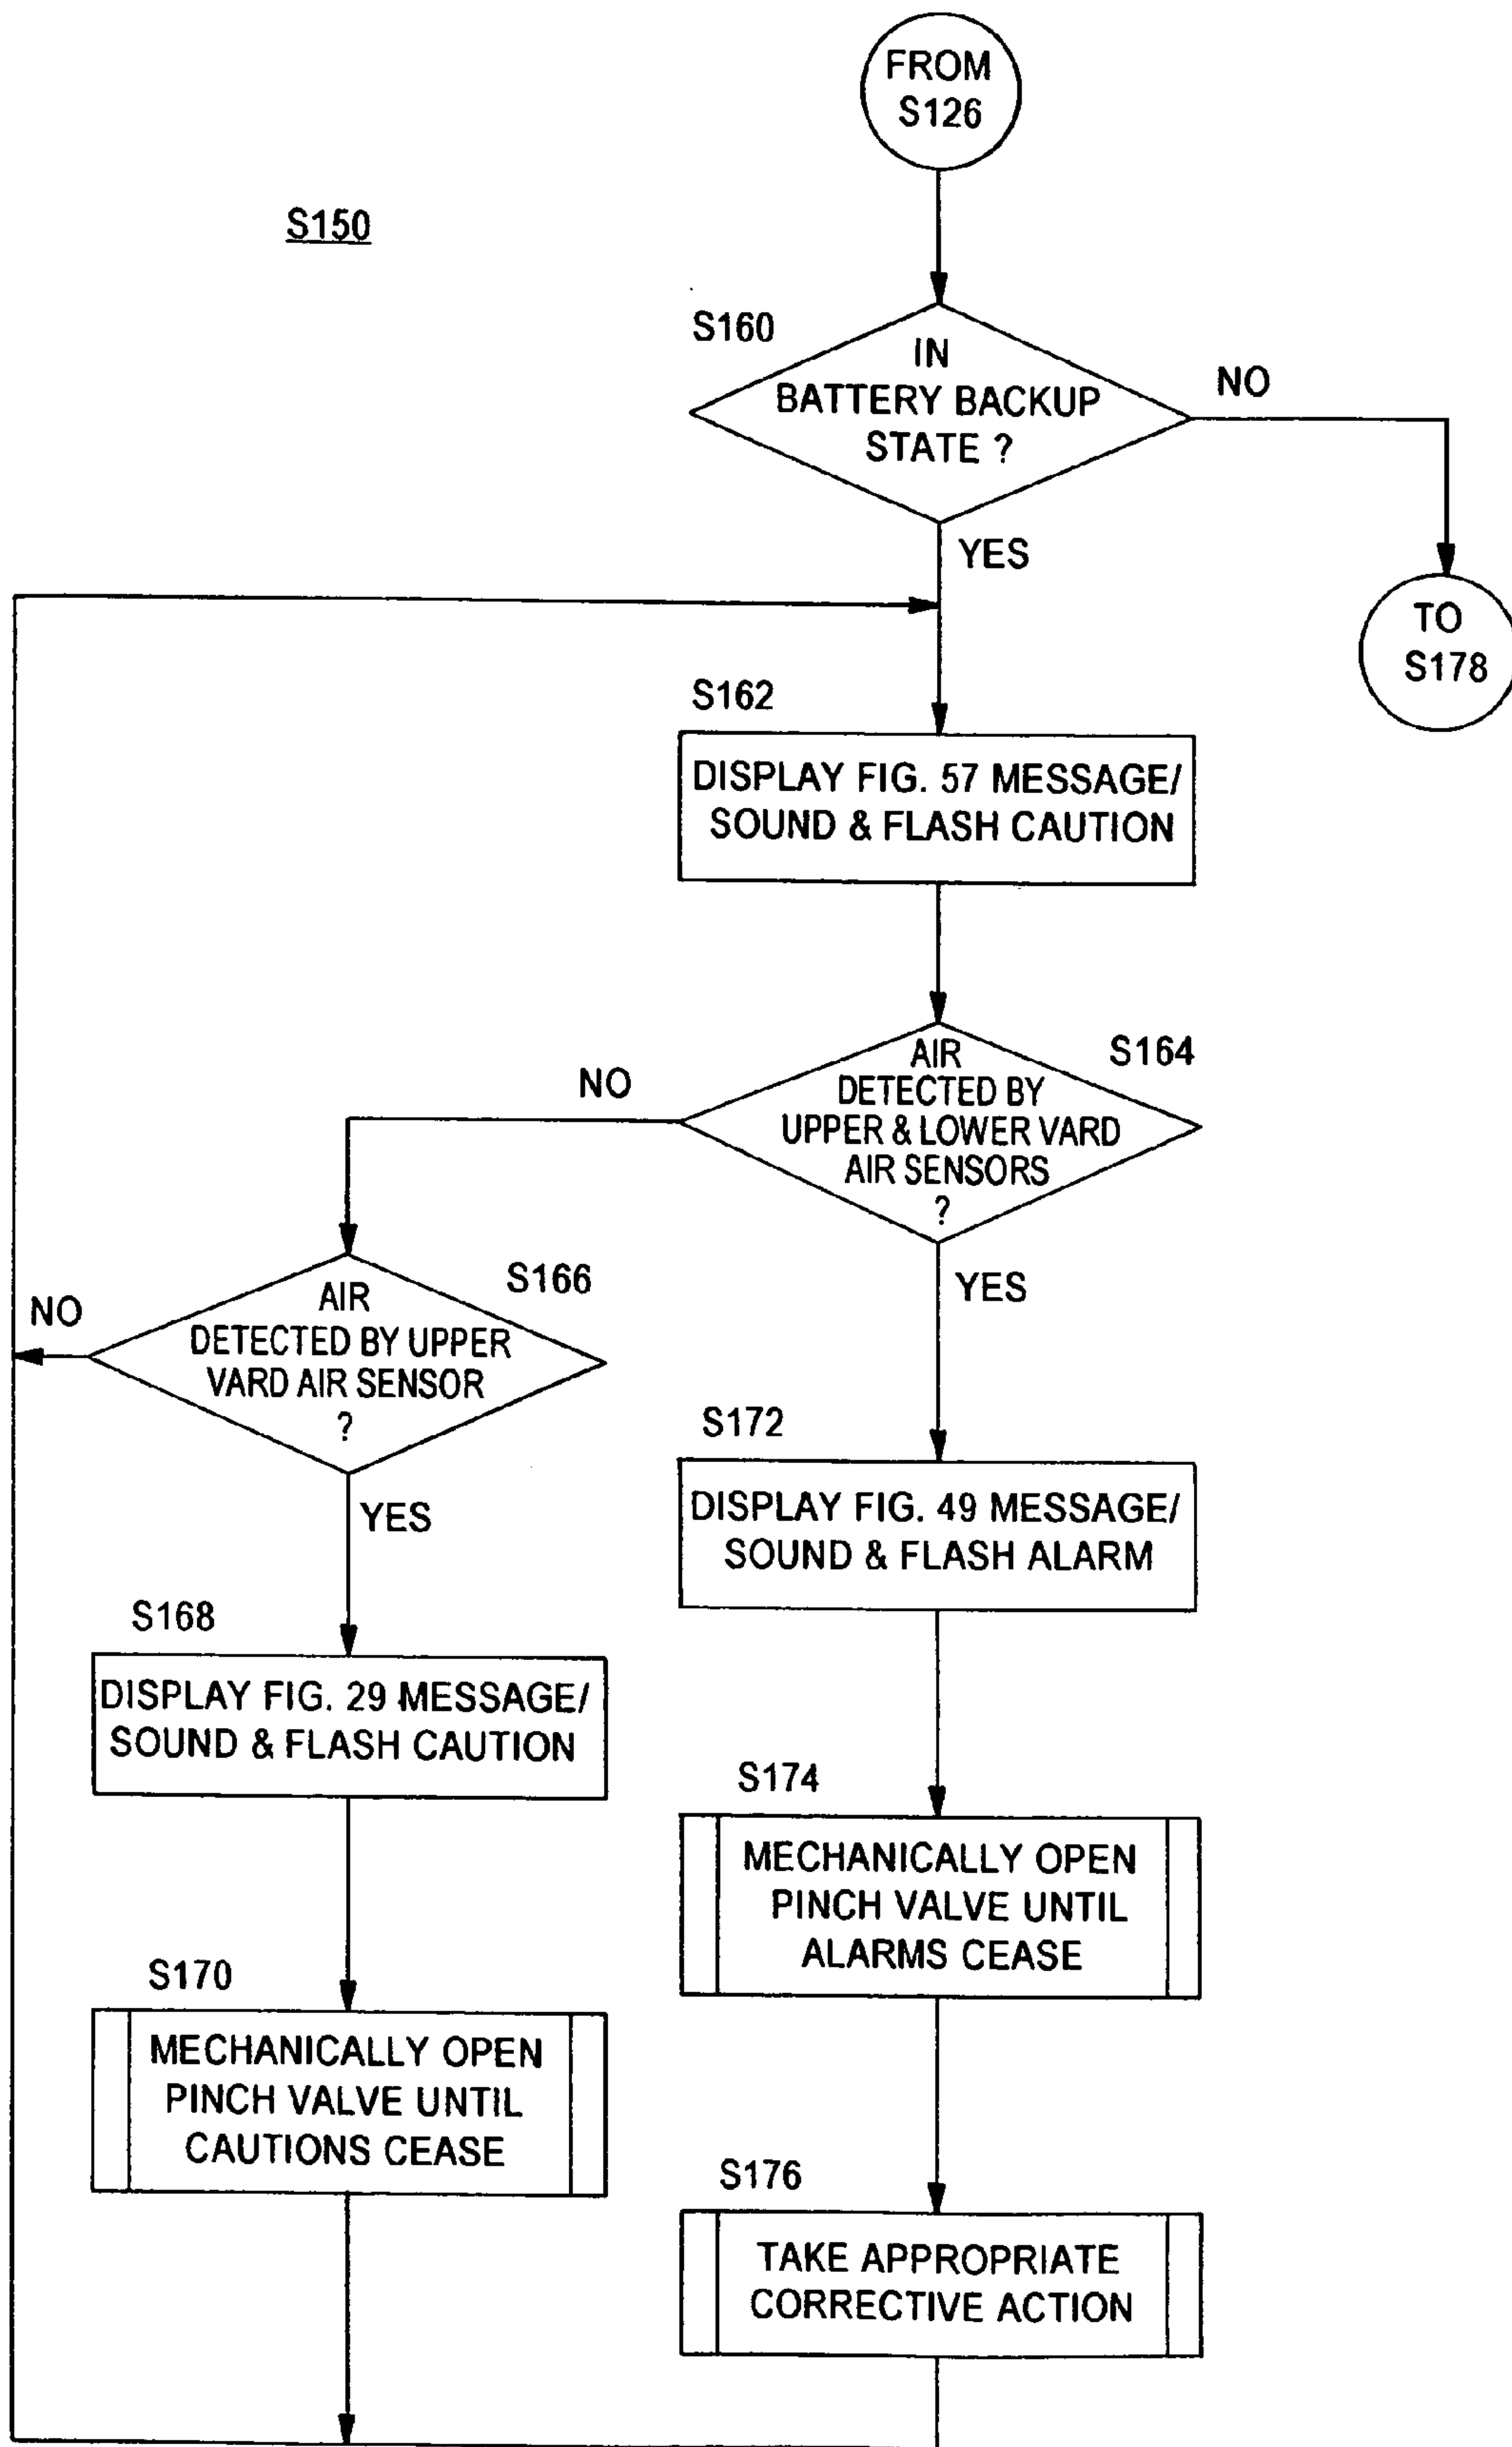 FROM
S126
S150
S160
IN
BATTERY BACKUP
STATE ?
NO
YES
TO
S178
S162
DISPLAY FIG. 57 MESSAGE/
SOUND & FLASH CAUTION
S164
AIR
DETECTED BY
UPPER & LOWER VARD
AIR SENSORS
?
NO
YES
S166
AIR
DETECTED BY UPPER
VARD AIR SENSOR
?
NO
YES
S172
DISPLAY FIG. 49 MESSAGE/
SOUND & FLASH ALARM
S168
DISPLAY FIG. 29 MESSAGE/
SOUND & FLASH CAUTION
S174
MECHANICALLY OPEN
PINCH VALVE UNTIL
ALARMS CEASE
S170
MECHANICALLY OPEN
PINCH VALVE UNTIL
CAUTIONS CEASE
S176
TAKE APPROPRIATE
CORRECTIVE ACTION